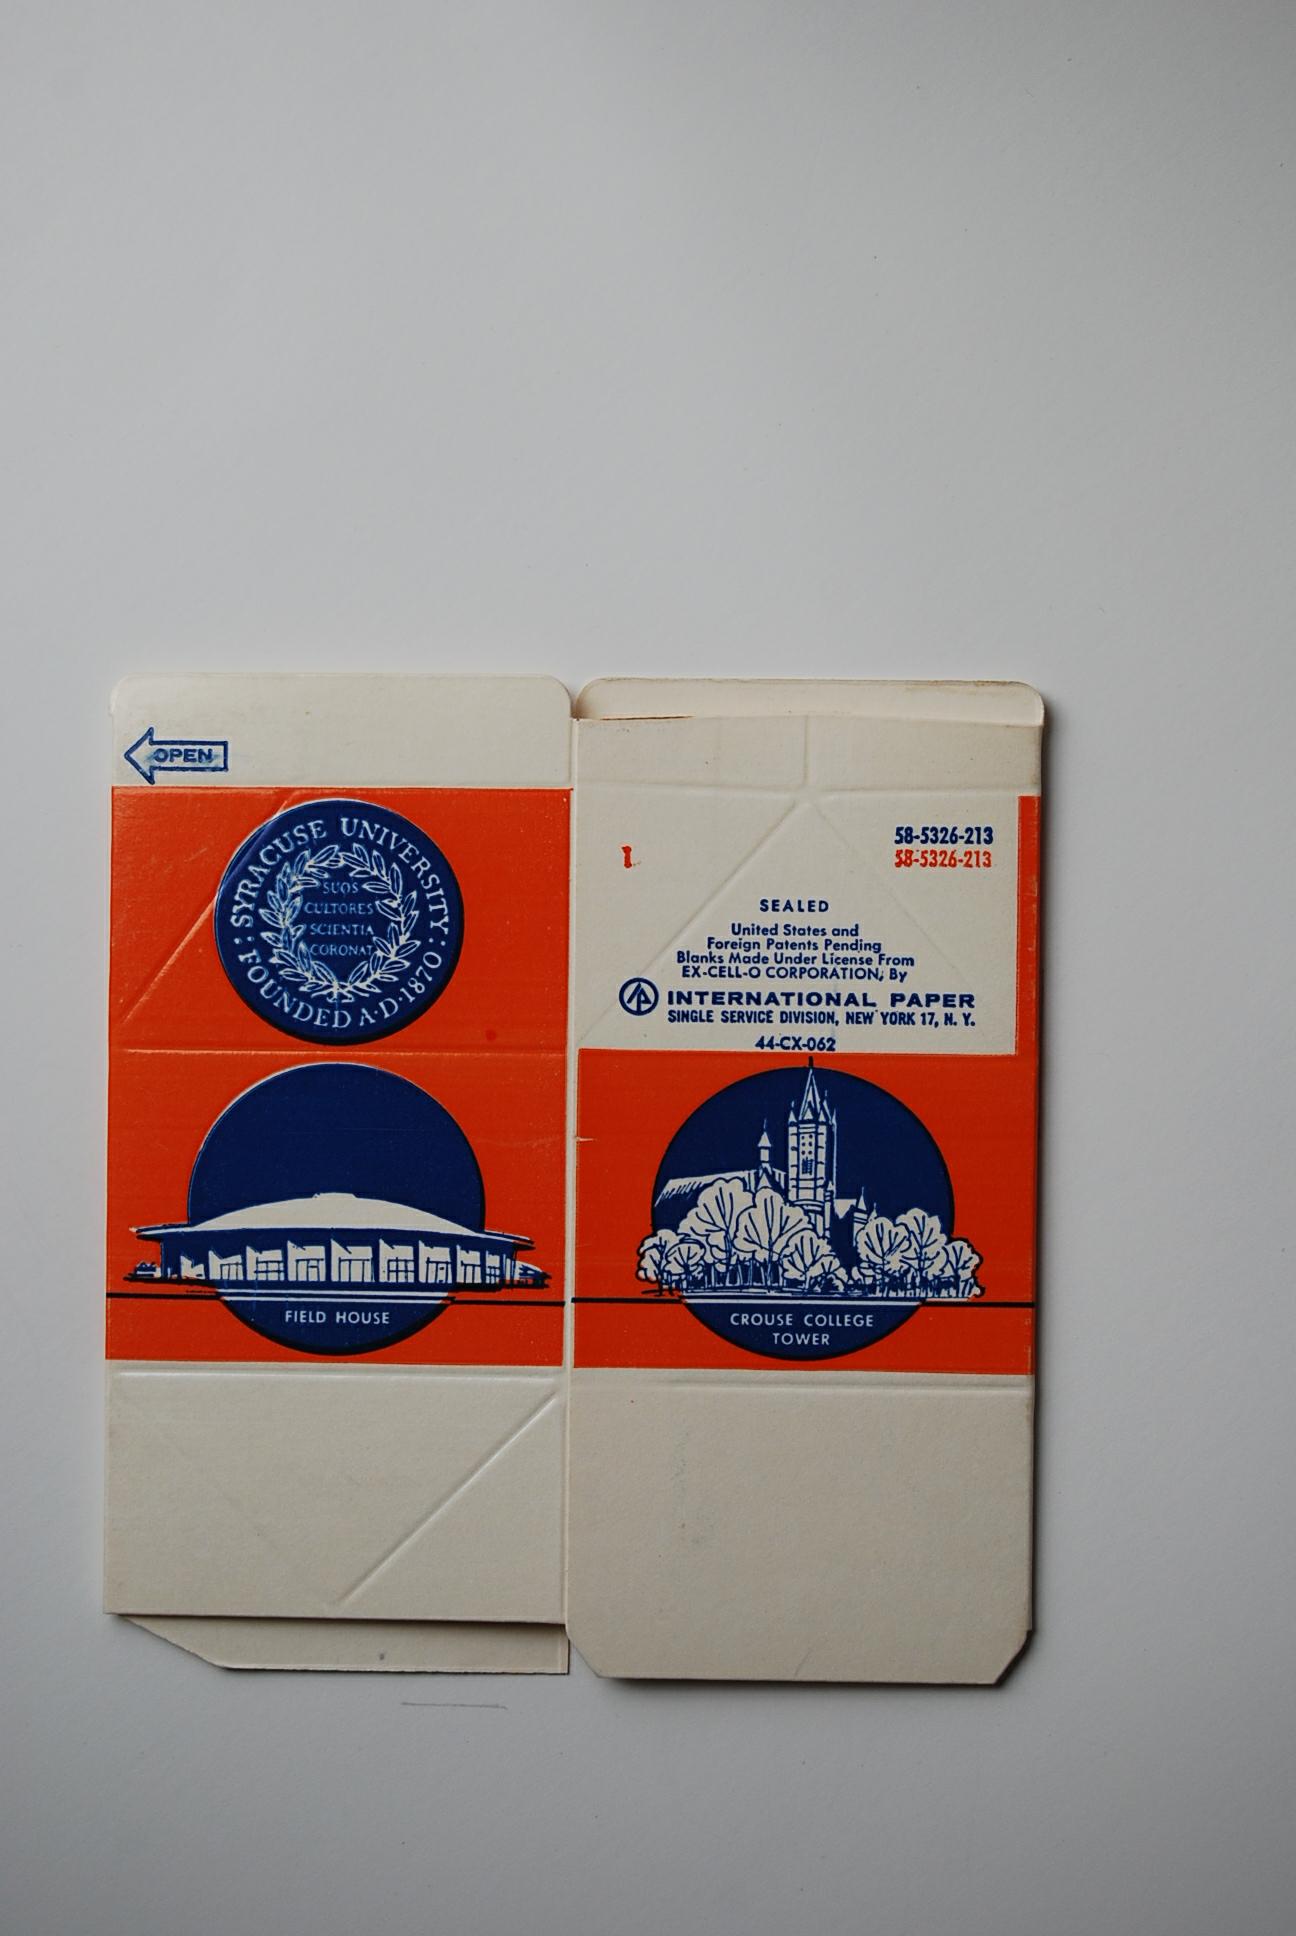 OPEN
SYRACUSE UNIVERSITY:
: FOUNDED A·D·1870
SUOS
CULTORES
SCIENTIA
CORONAT
FIELD HOUSE
1
58-5326-213
58-5326-213
SEALED
United States and
Foreign Patents Pending
Blanks Made Under License From
EX-CELL-O CORPORATION, By
INTERNATIONAL PAPER
SINGLE SERVICE DIVISION, NEW YORK 17, N. Y.
44-CX-062
CROUSE COLLEGE
TOWER